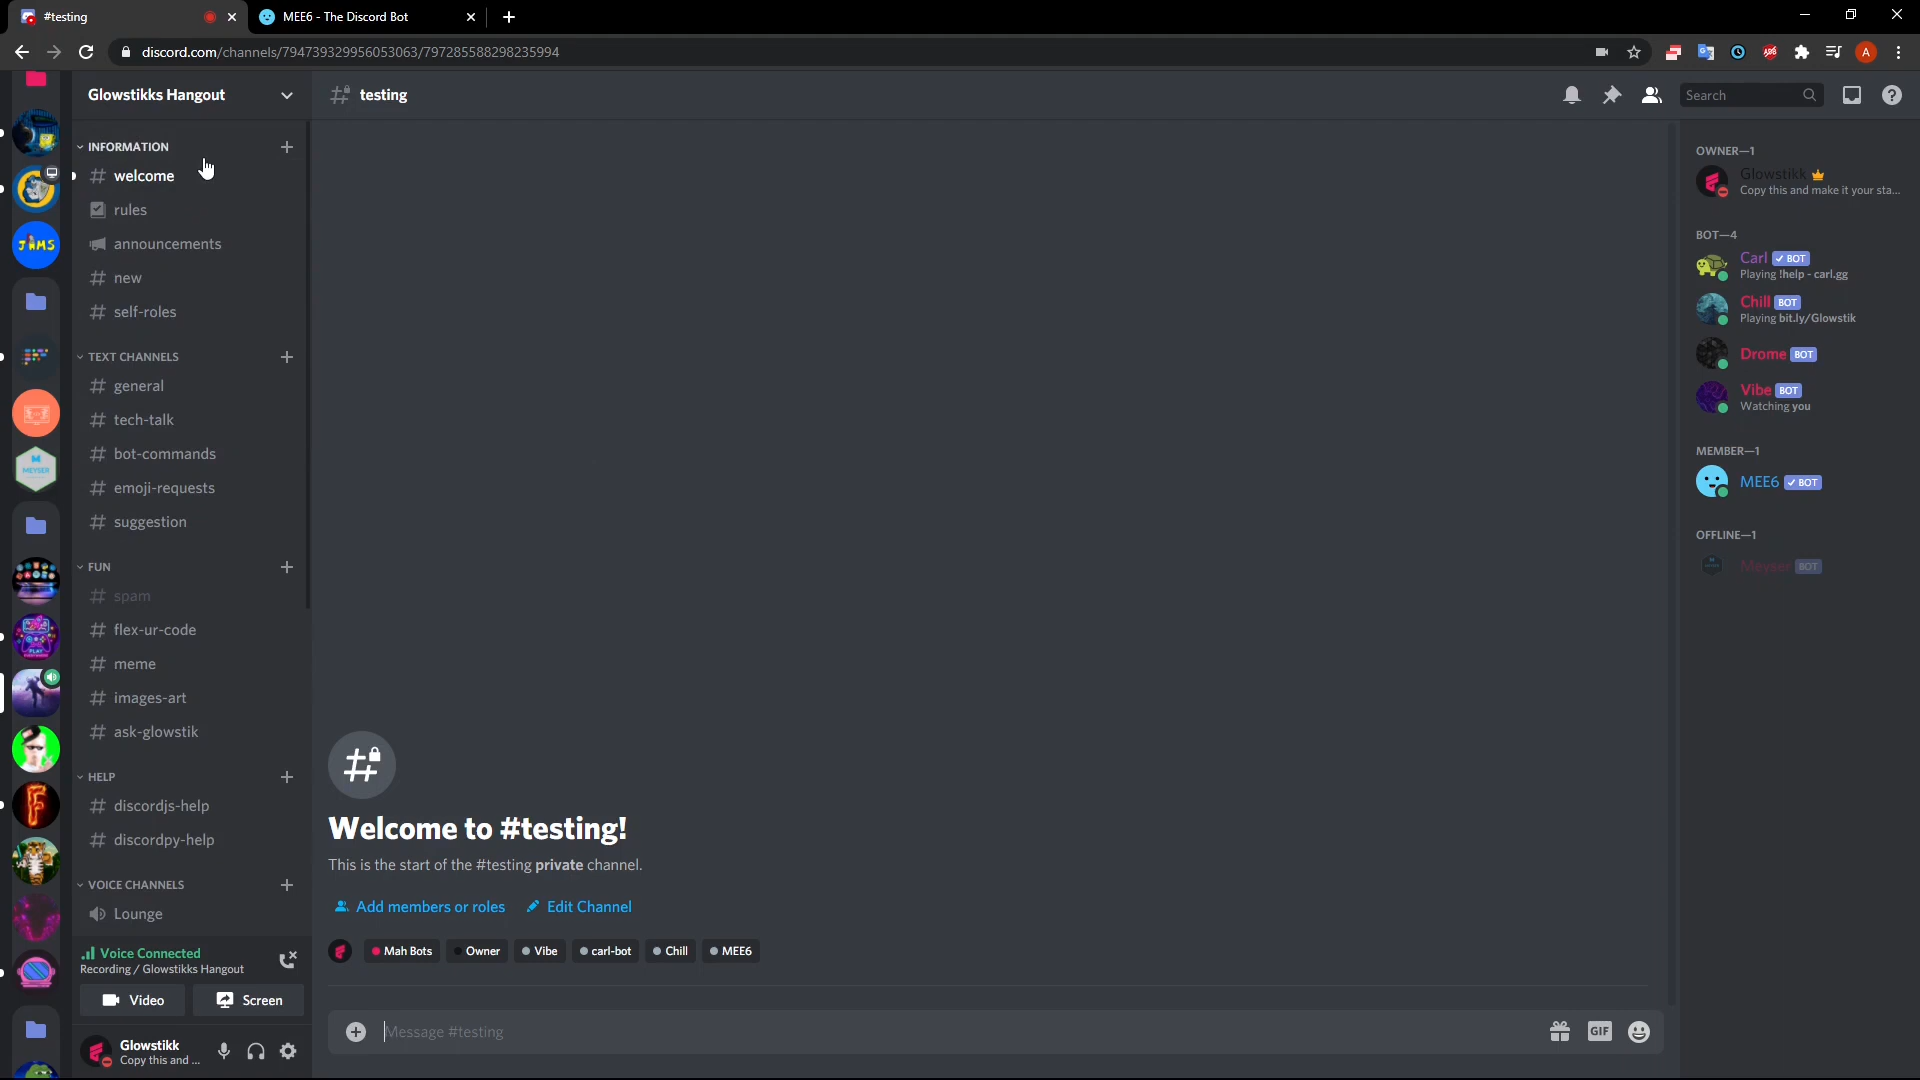 #testing
MEE6 - The Discord Bot
discord.com/channels/794739329956053063/797285588298235994
A
Glowstikks Hangout
testing
Search
INFORMATION
welcome
rules
announcements
new
self-roles
TEXT CHANNELS
general
tech-talk
bot-commands
emoji-requests
suggestion
FUN
spam
flex-ur-code
meme
images-art
ask-glowstik
HELP
discordjs-help
discordpy-help
VOICE CHANNELS
Lounge
Voice Connected
Recording / Glowstikks Hangout
Video
Screen
Glowstikk
Copy this and ...
JAMS
MEYSER
Welcome to #testing!
This is the start of the #testing private channel.
Add members or roles
Edit Channel
Mah Bots
Owner
Vibe
carl-bot
Chill
MEE6
Message #testing
GIF
OWNER—1
Glowstikk
Copy this and make it your sta...
BOT—4
Carl BOT
Playing !help - carl.gg
Chill BOT
Playing bit.ly/Glowstik
Drome BOT
Vibe BOT
Watching you
MEMBER—1
MEE6 BOT
OFFLINE—1
Meyser BOT